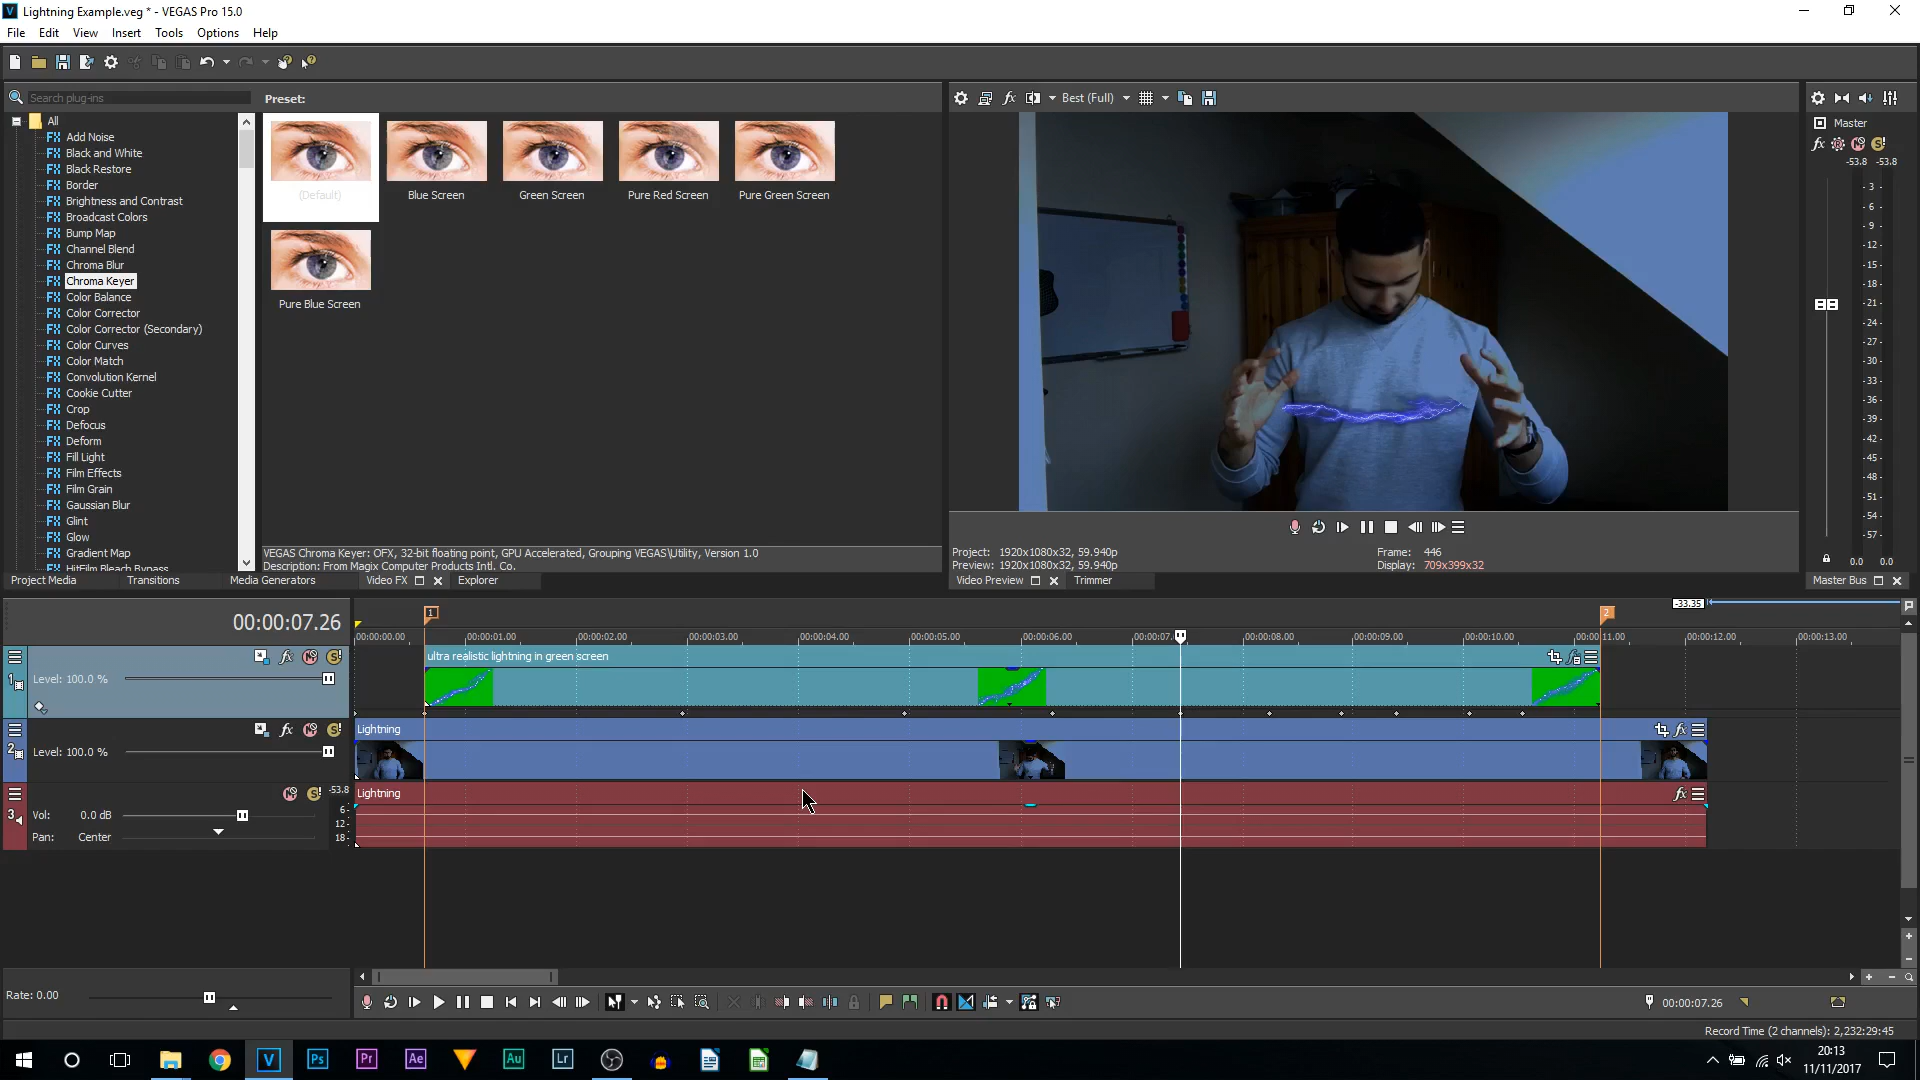 Lightning Example.veg * - VEGAS Pro 15.0
File Edit View Insert Tools Options Help
Search plug-ins
Preset:
Best (Full)
All
Add Noise
Black and White
Black Restore
Border
Brightness and Contrast
Broadcast Colors
Bump Map
Channel Blend
Chroma Blur
Chroma Keyer
Color Balance
Color Corrector
Color Corrector (Secondary)
Color Curves
Color Match
Convolution Kernel
Cookie Cutter
Crop
Defocus
Deform
Fill Light
Film Effects
Film Grain
Gaussian Blur
Glint
Glow
Gradient Map
HitFilm Bleach Bypass
(Default)
Blue Screen
Green Screen
Pure Red Screen
Pure Green Screen
Pure Blue Screen
VEGAS Chroma Keyer: OFX, 32-bit floating point, GPU Accelerated, Grouping VEGAS\Utility, Version 1.0
Description: From Magix Computer Products Intl. Co.
Project Media Transitions Media Generators Video FX Explorer
Project: 1920x1080x32, 59.940p
Preview: 1920x1080x32, 59.940p
Frame: 446
Display: 709x399x32
Video Preview Trimmer
Master
-53.8 -53.8
- 3 -
- 6 -
- 9 -
-12-
-15-
-18-
-21-
-24-
-27-
-30-
-33-
-36-
-39-
-42-
-45-
-48-
-51-
-54-
-57-
0.0 0.0
Master Bus
00:00:07.26
1
2
-33.35
00:00:00.00 00:00:01.00 00:00:02.00 00:00:03.00 00:00:04.00 00:00:05.00 00:00:06.00 00:00:07. 00:00:08.00 00:00:09.00 00:00:10.00 00:00:11.00 00:00:12.00 00:00:13.00
1
Level: 100.0 %
ultra realistic lightning in green screen
2
Level: 100.0 %
Lightning
3
Vol: 0.0 dB
Pan: Center
-53.8
6
12
18
Lightning
Rate: 0.00
00:00:07.26
Record Time (2 channels): 2,232:29:45
V Ps Pr Ae Au Lr
20:13
11/11/2017